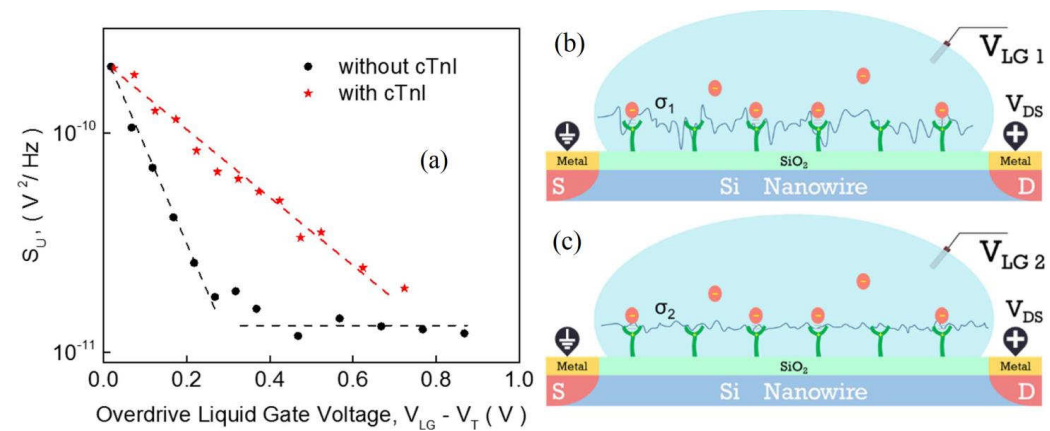 (a)
without cTnI
with cTnI
10⁻¹⁰
10⁻¹¹
S_U, ( V²/ Hz )
0.0 0.2 0.4 0.6 0.8 1.0
Overdrive Liquid Gate Voltage, V_LG - V_T ( V )
(b)
V_LG 1
σ₁
V_DS
Metal
SiO₂
Metal
S
Si Nanowire
D
(c)
V_LG 2
σ₂
V_DS
Metal
SiO₂
Metal
S
Si Nanowire
D